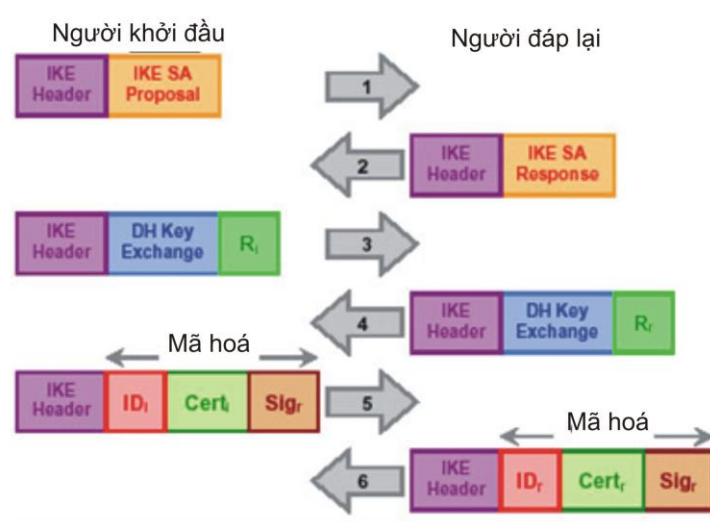 Người khởi đầu
Người đáp lại
IKE Header
IKE SA Proposal
1
2
IKE Header
IKE SA Response
IKE Header
DH Key Exchange
Ri
3
4
IKE Header
DH Key Exchange
Rr
Mã hoá
IKE Header
IDI
Certi
Sigr
5
Mã hoá
6
IKE Header
IDr
Certr
Sigr